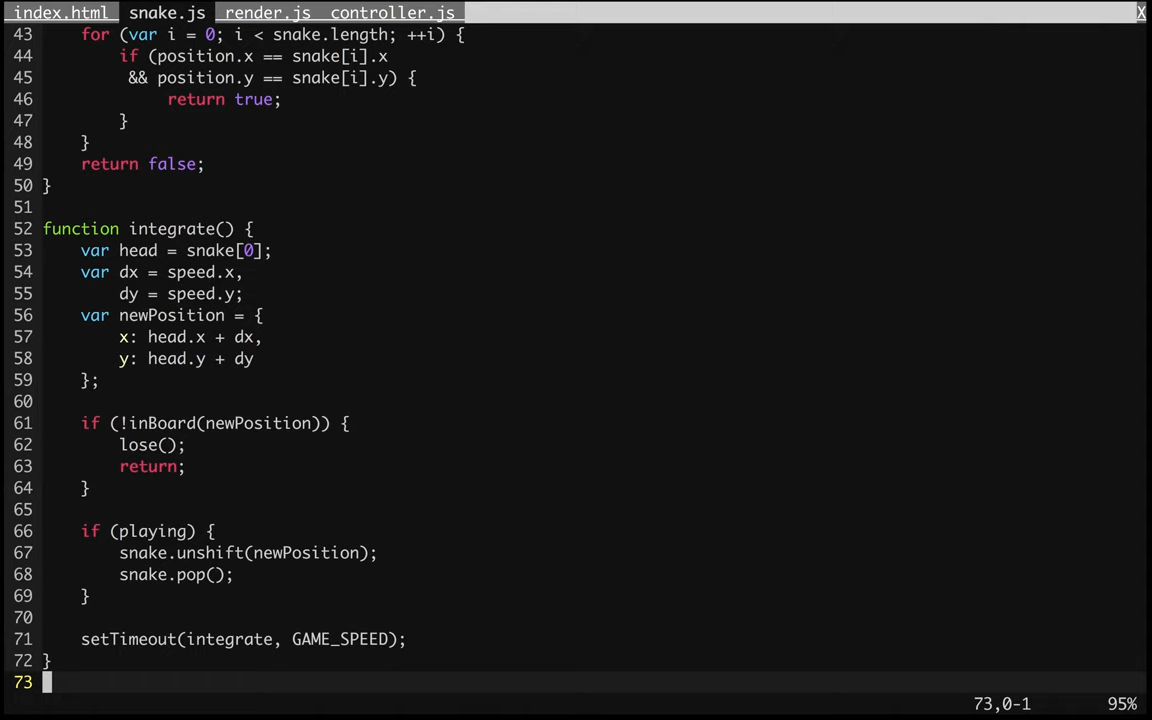 index.html  snake.js  render.js  controller.js X
43     for (var i = 0; i < snake.length; ++i) {
44         if (position.x == snake[i].x
45          && position.y == snake[i].y) {
46              return true;
47         }
48     }
49     return false;
50 }
51
52 function integrate() {
53     var head = snake[0];
54     var dx = speed.x,
55         dy = speed.y;
56     var newPosition = {
57         x: head.x + dx,
58         y: head.y + dy
59     };
60
61     if (!inBoard(newPosition)) {
62         lose();
63         return;
64     }
65
66     if (playing) {
67         snake.unshift(newPosition);
68         snake.pop();
69     }
70
71     setTimeout(integrate, GAME_SPEED);
72 }
73
73,0-1 95%